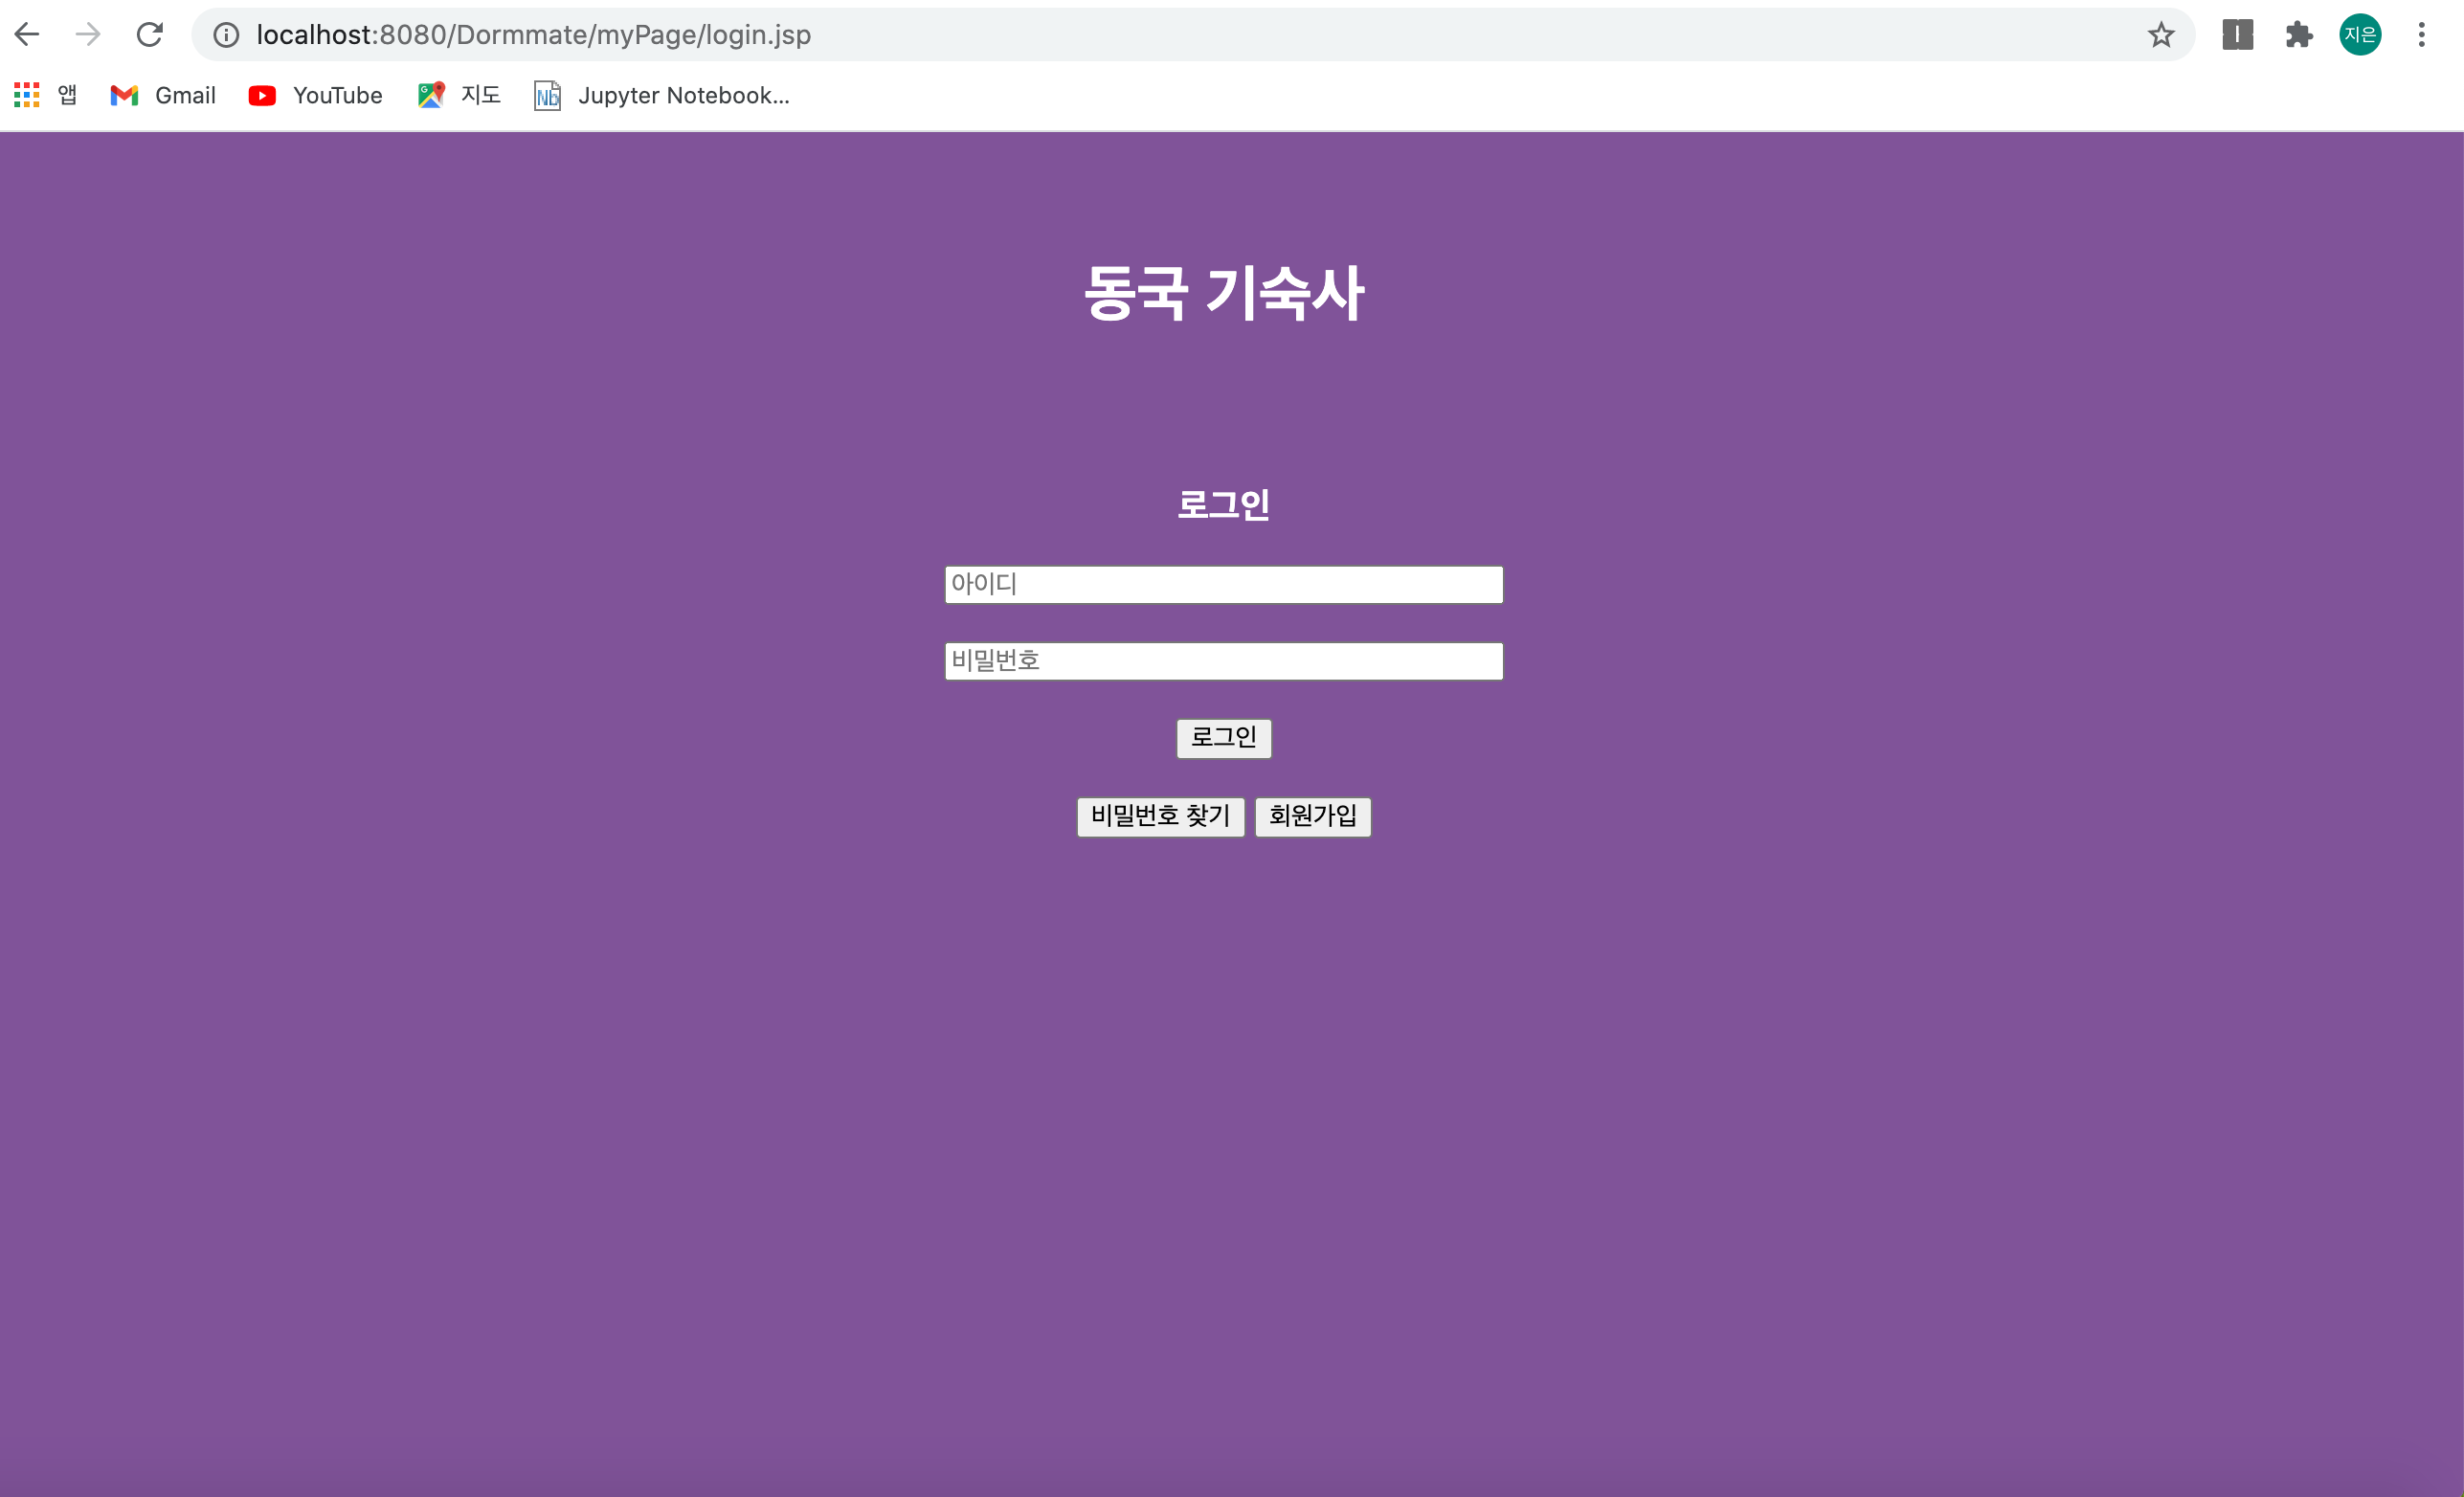 localhost:8080/Dormmate/myPage/login.jsp
지은
앱 Gmail YouTube 지도 Jupyter Notebook...
동국 기숙사
로그인
아이디
비밀번호
로그인
비밀번호 찾기 회원가입